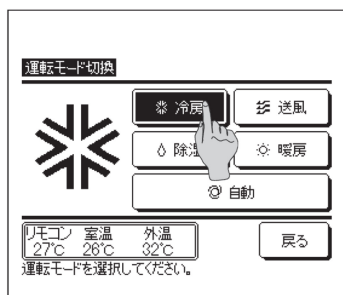 運転モード切換
冷房 送風
除湿 暖房
自動
リモコン 室温 外温
27℃ 26℃ 32℃
戻る
運転モードを選択してください。